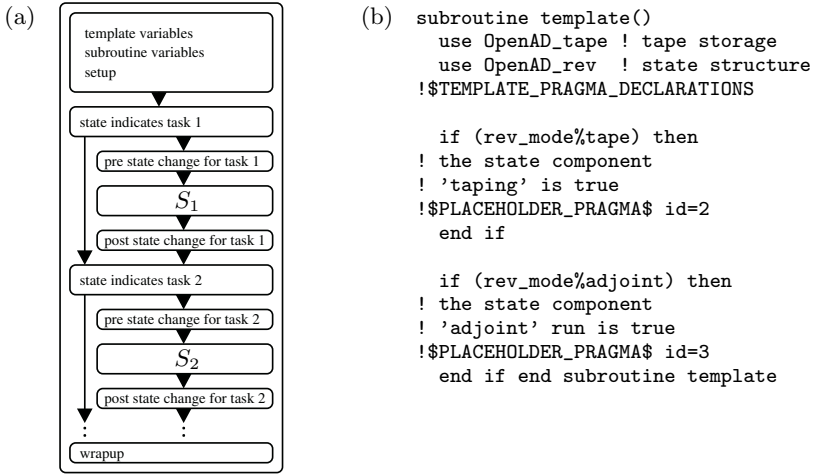 (a)
template variables
subroutine variables
setup
state indicates task 1
pre state change for task 1
S1
post state change for task 1
state indicates task 2
pre state change for task 2
S2
post state change for task 2
wrapup
(b)
subroutine template()
use OpenAD_tape ! tape storage
use OpenAD_rev ! state structure
!$TEMPLATE_PRAGMA_DECLARATIONS
if (rev_mode%tape) then
! the state component
! 'taping' is true
!$PLACEHOLDER_PRAGMA$ id=2
end if
if (rev_mode%adjoint) then
! the state component
! 'adjoint' run is true
!$PLACEHOLDER_PRAGMA$ id=3
end if end subroutine template